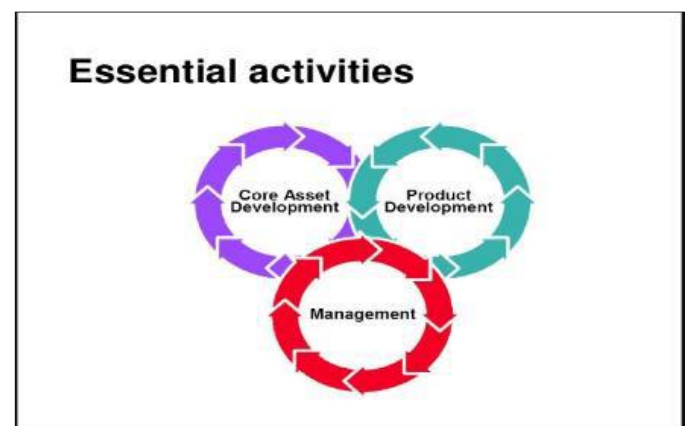 Essential activities
Core Asset
Development
Product
Development
Management